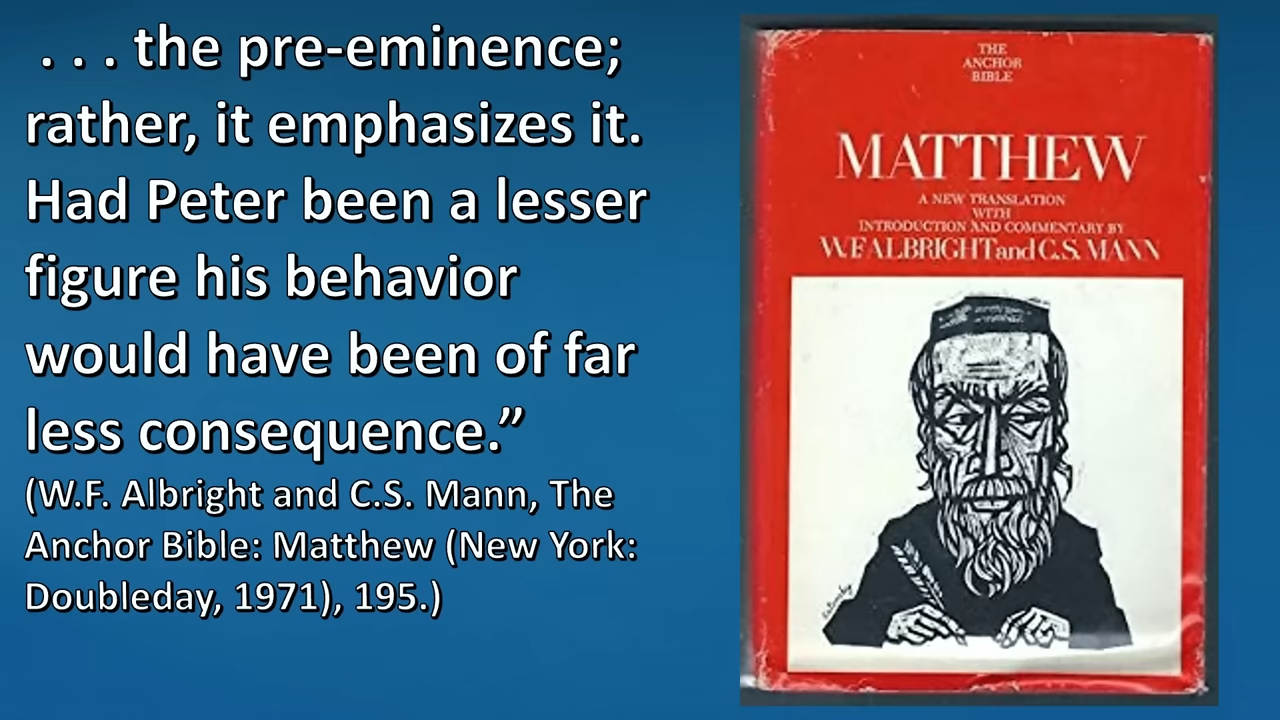 . . . the pre-eminence;
rather, it emphasizes it.
Had Peter been a lesser
figure his behavior
would have been of far
less consequence.”
(W.F. Albright and C.S. Mann, The
Anchor Bible: Matthew (New York:
Doubleday, 1971), 195.)
THE
ANCHOR
BIBLE
MATTHEW
A NEW TRANSLATION
WITH
INTRODUCTION AND COMMENTARY BY
W.F.ALBRIGHT and C.S. MANN